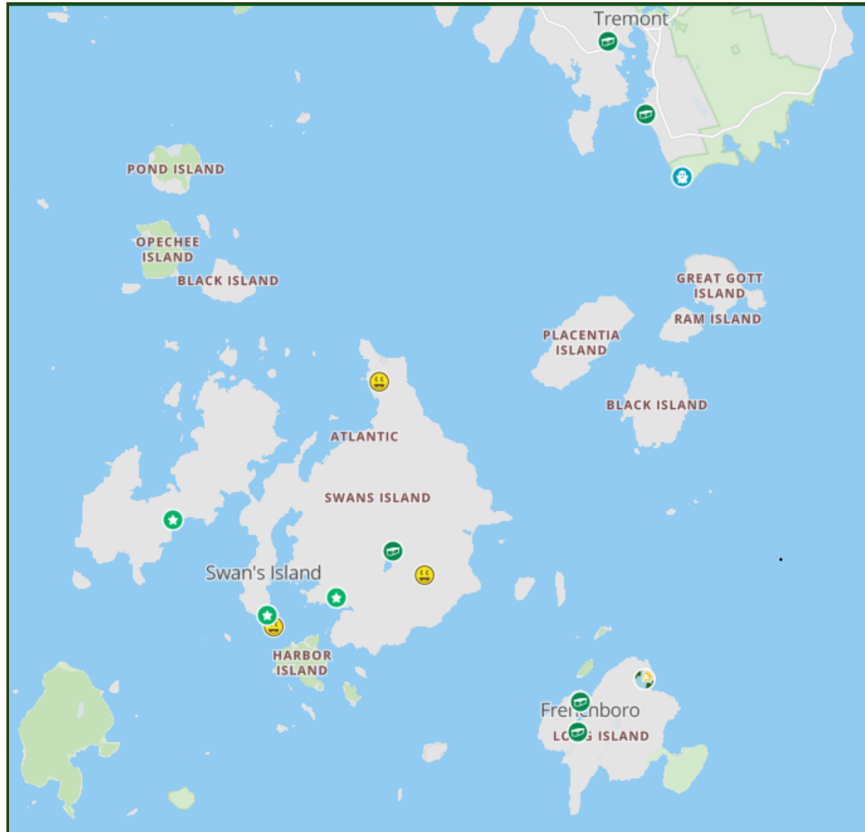 Tremont
POND ISLAND
OPECHEE
ISLAND
BLACK ISLAND
GREAT GOTT
ISLAND
RAM ISLAND
PLACENTIA
ISLAND
BLACK ISLAND
ATLANTIC
SWANS ISLAND
Swan's Island
HARBOR
ISLAND
Frenchboro
LONG ISLAND